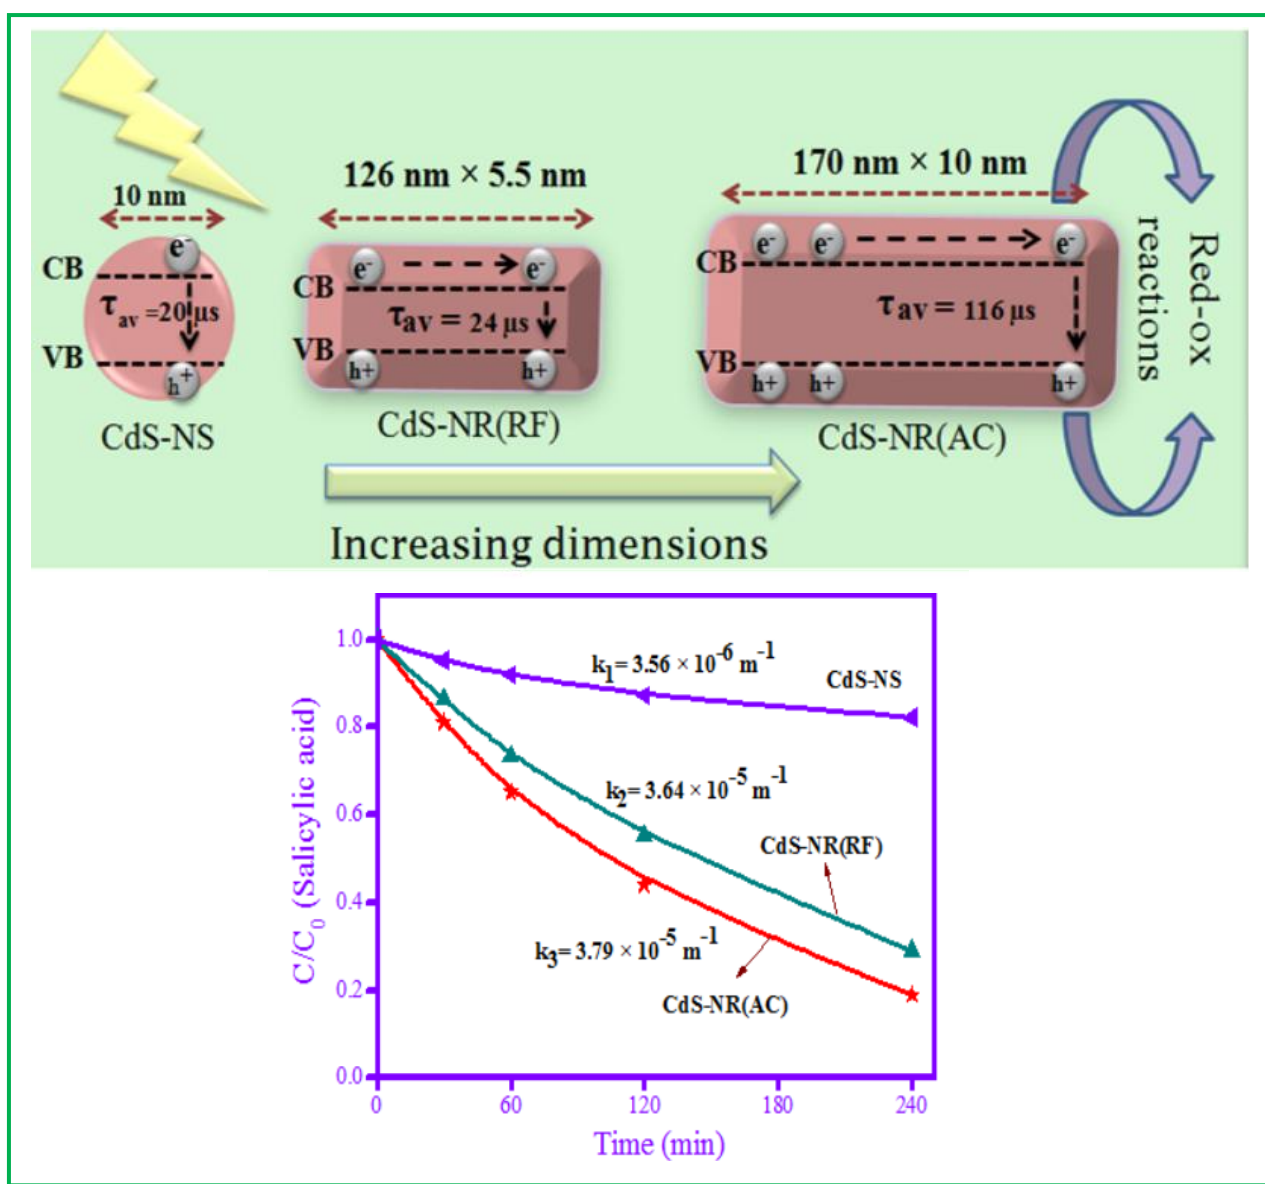 10 nm
126 nm × 5.5 nm
170 nm × 10 nm
e-
CB
τav =20 μs
VB
h+
CdS-NS
e- e-
CB
τav = 24 μs
VB
h+ h+
CdS-NR(RF)
e- e- e-
CB
τav = 116 μs
VB
h+ h+ h+
CdS-NR(AC)
Red-ox
reactions
Increasing dimensions
C/C0 (Salicylic acid)
1.0
0.8
0.6
0.4
0.2
0.0
k1= 3.56 × 10-6 m-1
CdS-NS
k2= 3.64 × 10-5 m-1
CdS-NR(RF)
k3= 3.79 × 10-5 m-1
CdS-NR(AC)
0 60 120 180 240
Time (min)